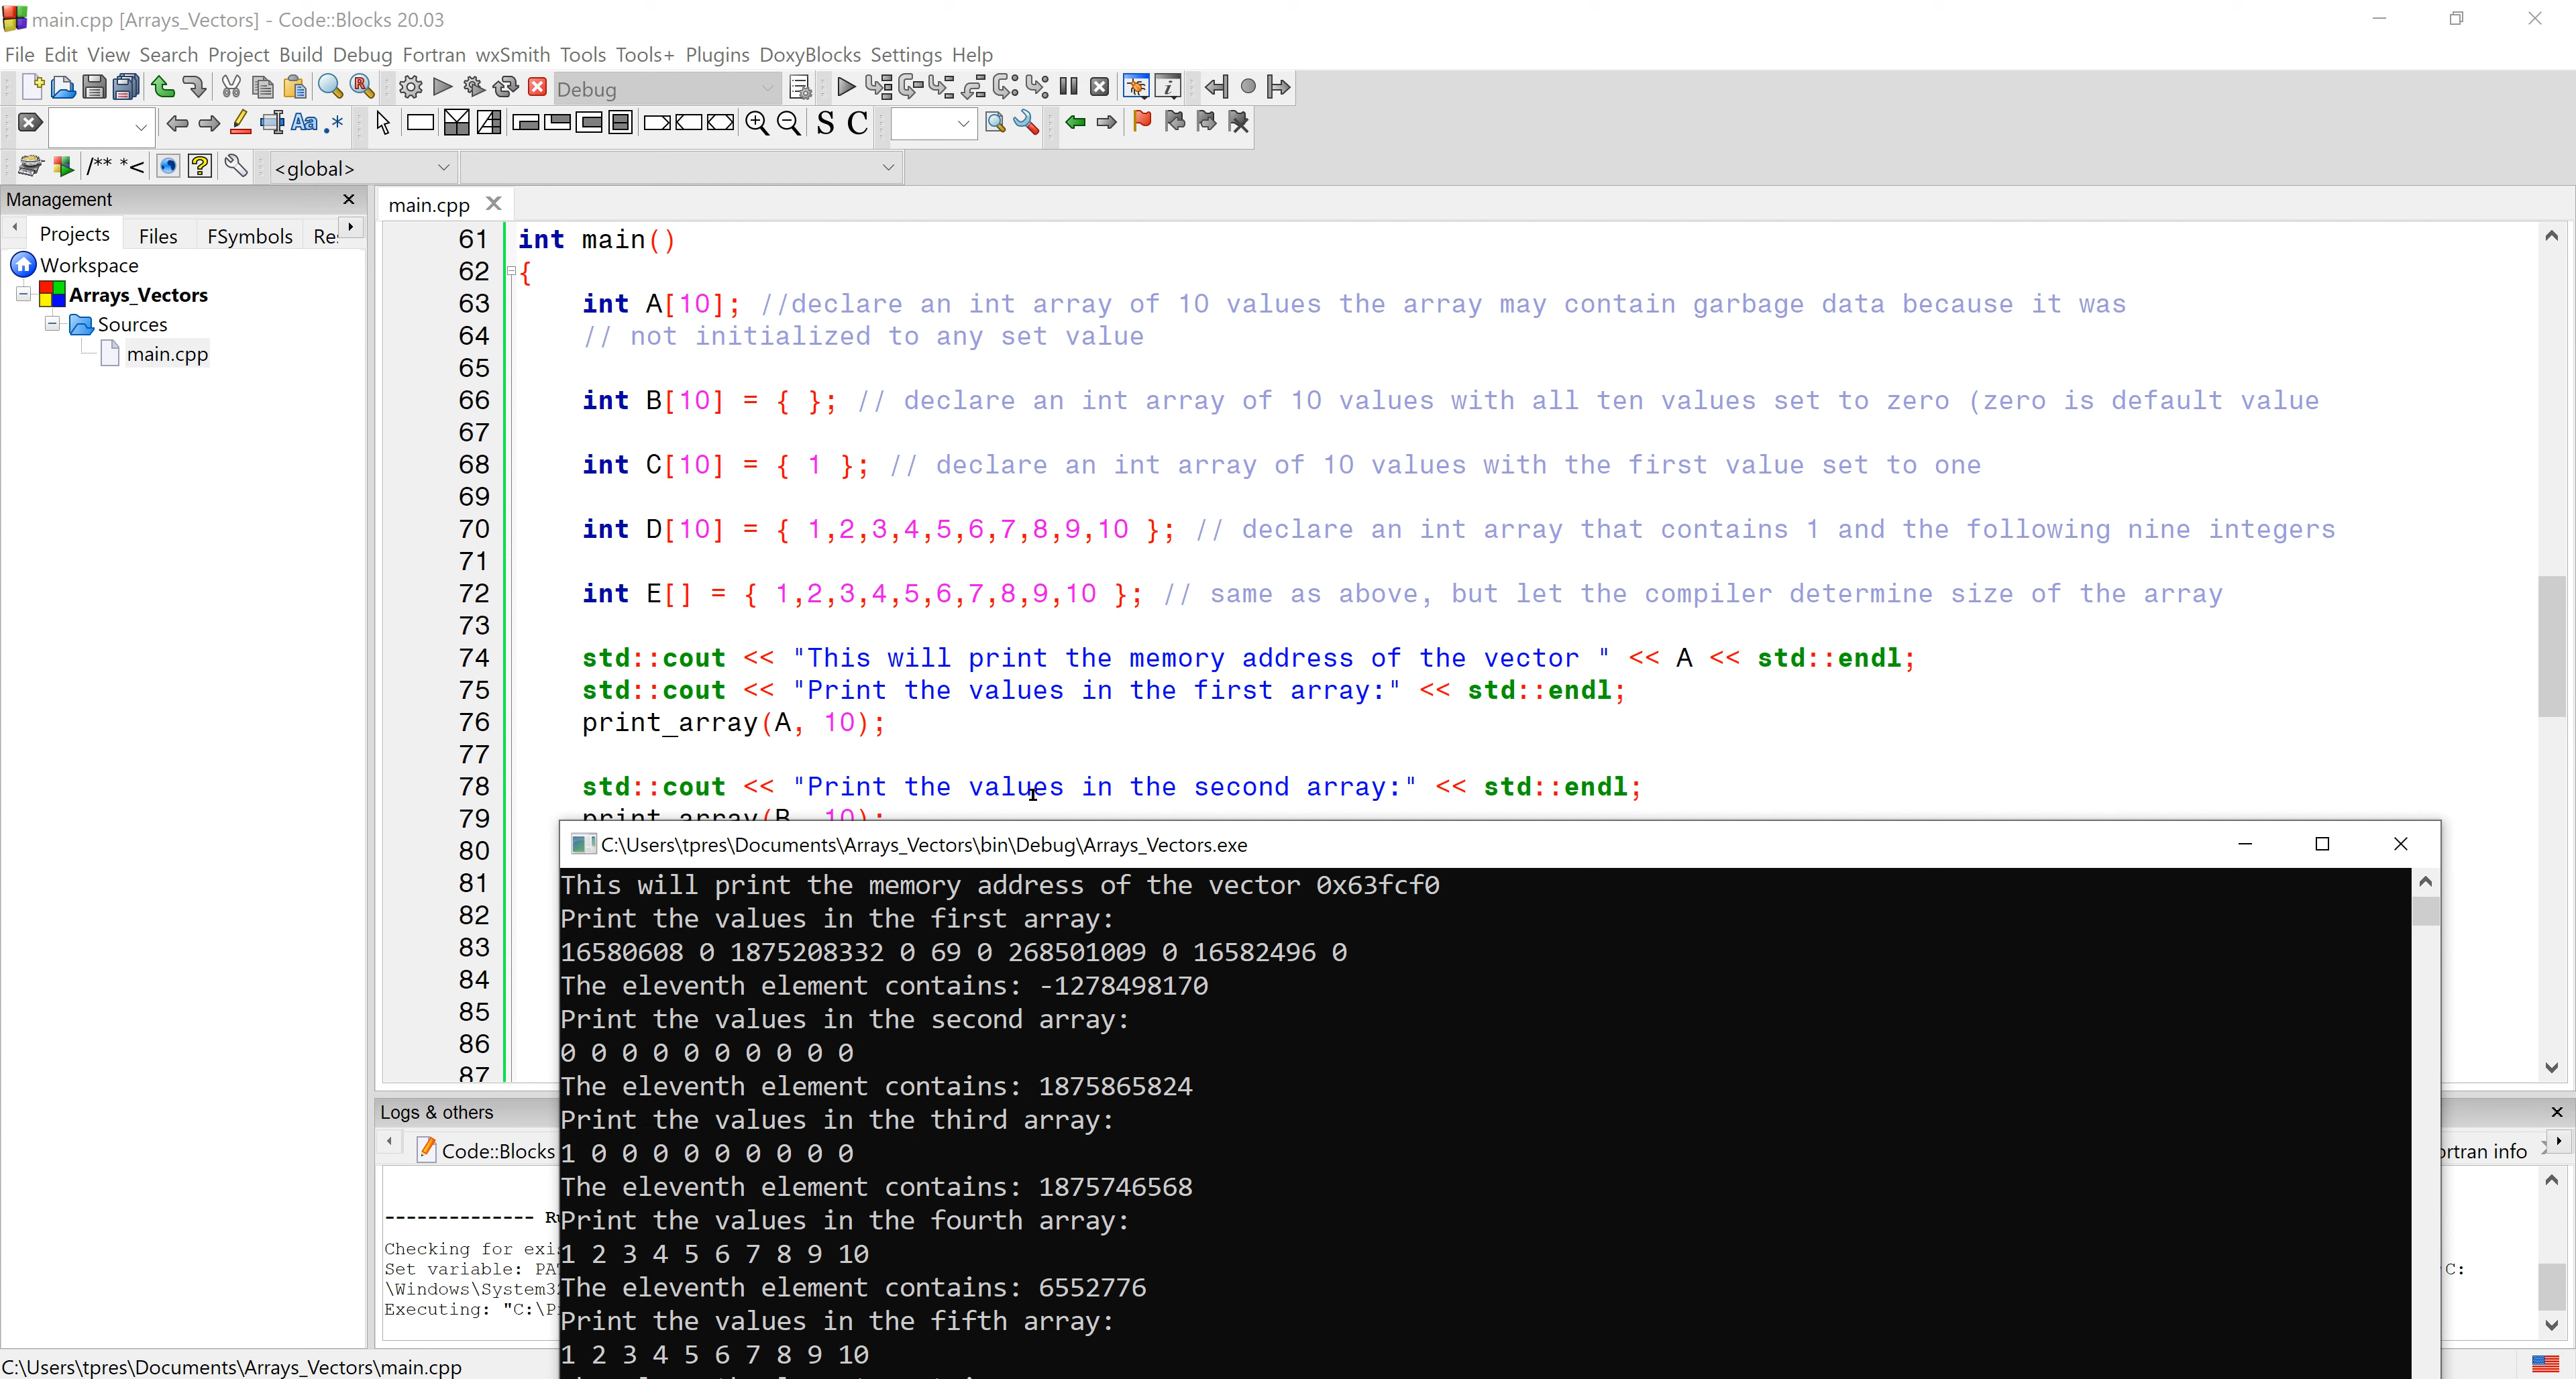 main.cpp [Arrays_Vectors] - Code::Blocks 20.03
File Edit View Search Project Build Debug Fortran wxSmith Tools Tools+ Plugins DoxyBlocks Settings Help
Debug
Aa .* S C
/** *< <global>
Management
Projects Files FSymbols Re
Workspace
Arrays_Vectors
Sources
main.cpp
main.cpp
61 int main()
62 {
63 int A[10]; //declare an int array of 10 values the array may contain garbage data because it was
64 // not initialized to any set value
65
66 int B[10] = { }; // declare an int array of 10 values with all ten values set to zero (zero is default value
67
68 int C[10] = { 1 }; // declare an int array of 10 values with the first value set to one
69
70 int D[10] = { 1,2,3,4,5,6,7,8,9,10 }; // declare an int array that contains 1 and the following nine integers
71
72 int E[] = { 1,2,3,4,5,6,7,8,9,10 }; // same as above, but let the compiler determine size of the array
73
74 std::cout << "This will print the memory address of the vector " << A << std::endl;
75 std::cout << "Print the values in the first array:" << std::endl;
76 print_array(A, 10);
77
78 std::cout << "Print the values in the second array:" << std::endl;
79 print_array(B, 10);
80
81
82
83
84
85
86
87
C:\Users\tpres\Documents\Arrays_Vectors\bin\Debug\Arrays_Vectors.exe
This will print the memory address of the vector 0x63fcf0
Print the values in the first array:
16580608 0 1875208332 0 69 0 268501009 0 16582496 0
The eleventh element contains: -1278498170
Print the values in the second array:
0 0 0 0 0 0 0 0 0 0
The eleventh element contains: 1875865824
Print the values in the third array:
1 0 0 0 0 0 0 0 0 0
The eleventh element contains: 1875746568
Print the values in the fourth array:
1 2 3 4 5 6 7 8 9 10
The eleventh element contains: 6552776
Print the values in the fifth array:
1 2 3 4 5 6 7 8 9 10
Logs & others
Code::Blocks
ortran info
-------------- R
Checking for exi
Set variable: PA
C:
\Windows\System3
Executing: "C:\P
C:\Users\tpres\Documents\Arrays_Vectors\main.cpp